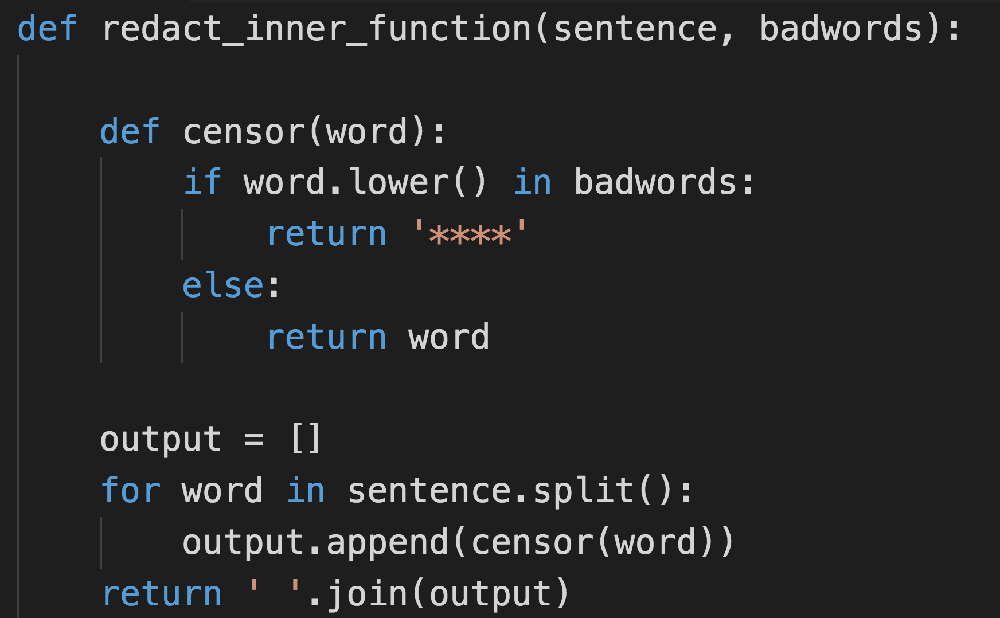 def redact_inner_function(sentence, badwords):
    def censor(word):
        if word.lower() in badwords:
            return '****'
        else:
            return word
    output = []
    for word in sentence.split():
        output.append(censor(word))
    return ' '.join(output)